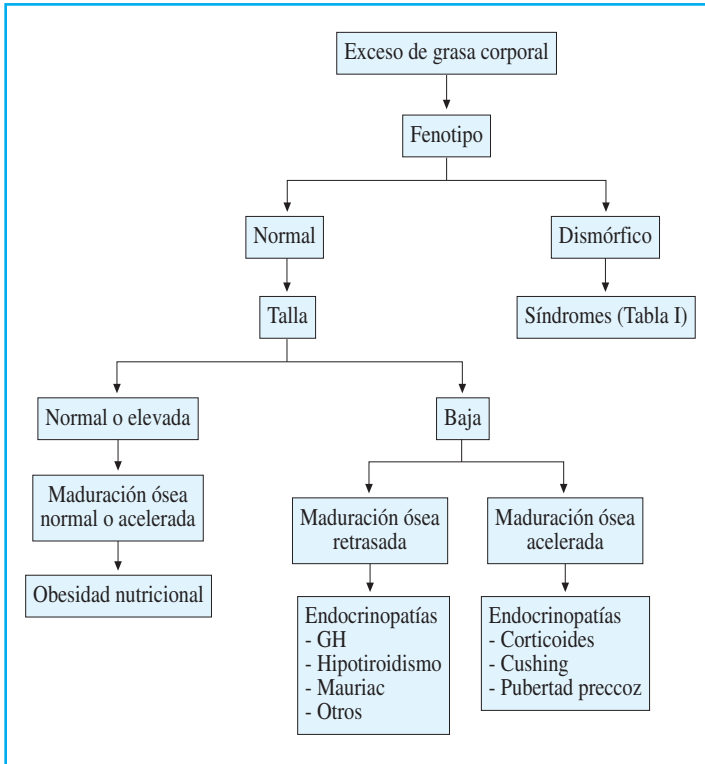 Exceso de grasa corporal
Fenotipo
Normal
Dismórfico
Talla
Síndromes (Tabla I)
Normal o elevada
Baja
Maduración ósea
normal o acelerada
Maduración ósea
retrasada
Maduración ósea
acelerada
Obesidad nutricional
Endocrinopatías
- GH
- Hipotiroidismo
- Mauriac
- Otros
Endocrinopatías
- Corticoides
- Cushing
- Pubertad preccoz